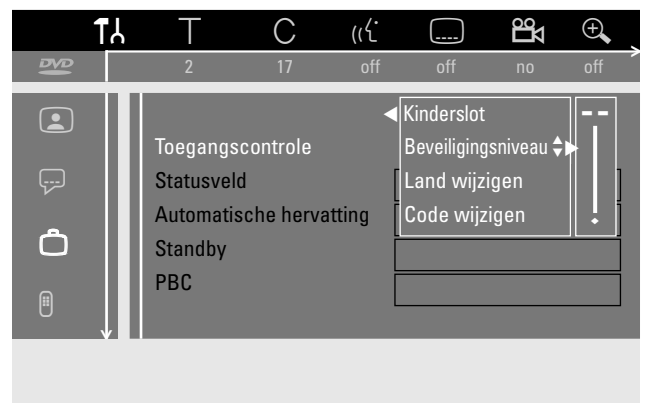 T C
DVD 2 17 off off no off
Kinderslot --
Toegangscontrole Beveiligingsniveau
Statusveld Land wijzigen
Automatische hervatting Code wijzigen
Standby
PBC